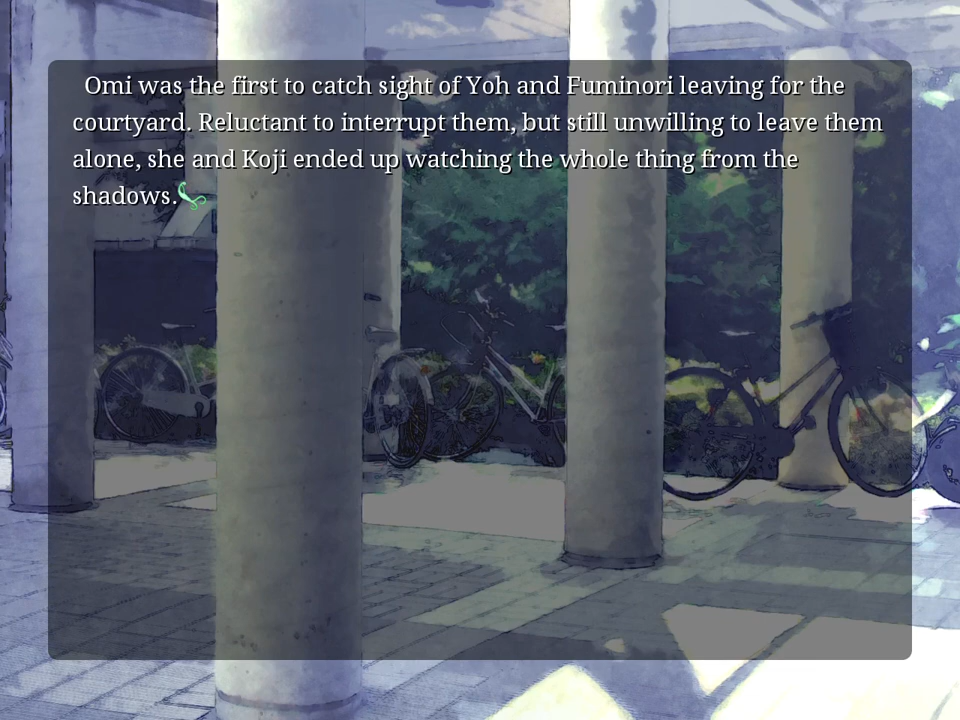 Omi was the first to catch sight of Yoh and Fuminori leaving for the
courtyard. Reluctant to interrupt them, but still unwilling to leave them
alone, she and Koji ended up watching the whole thing from the
shadows.